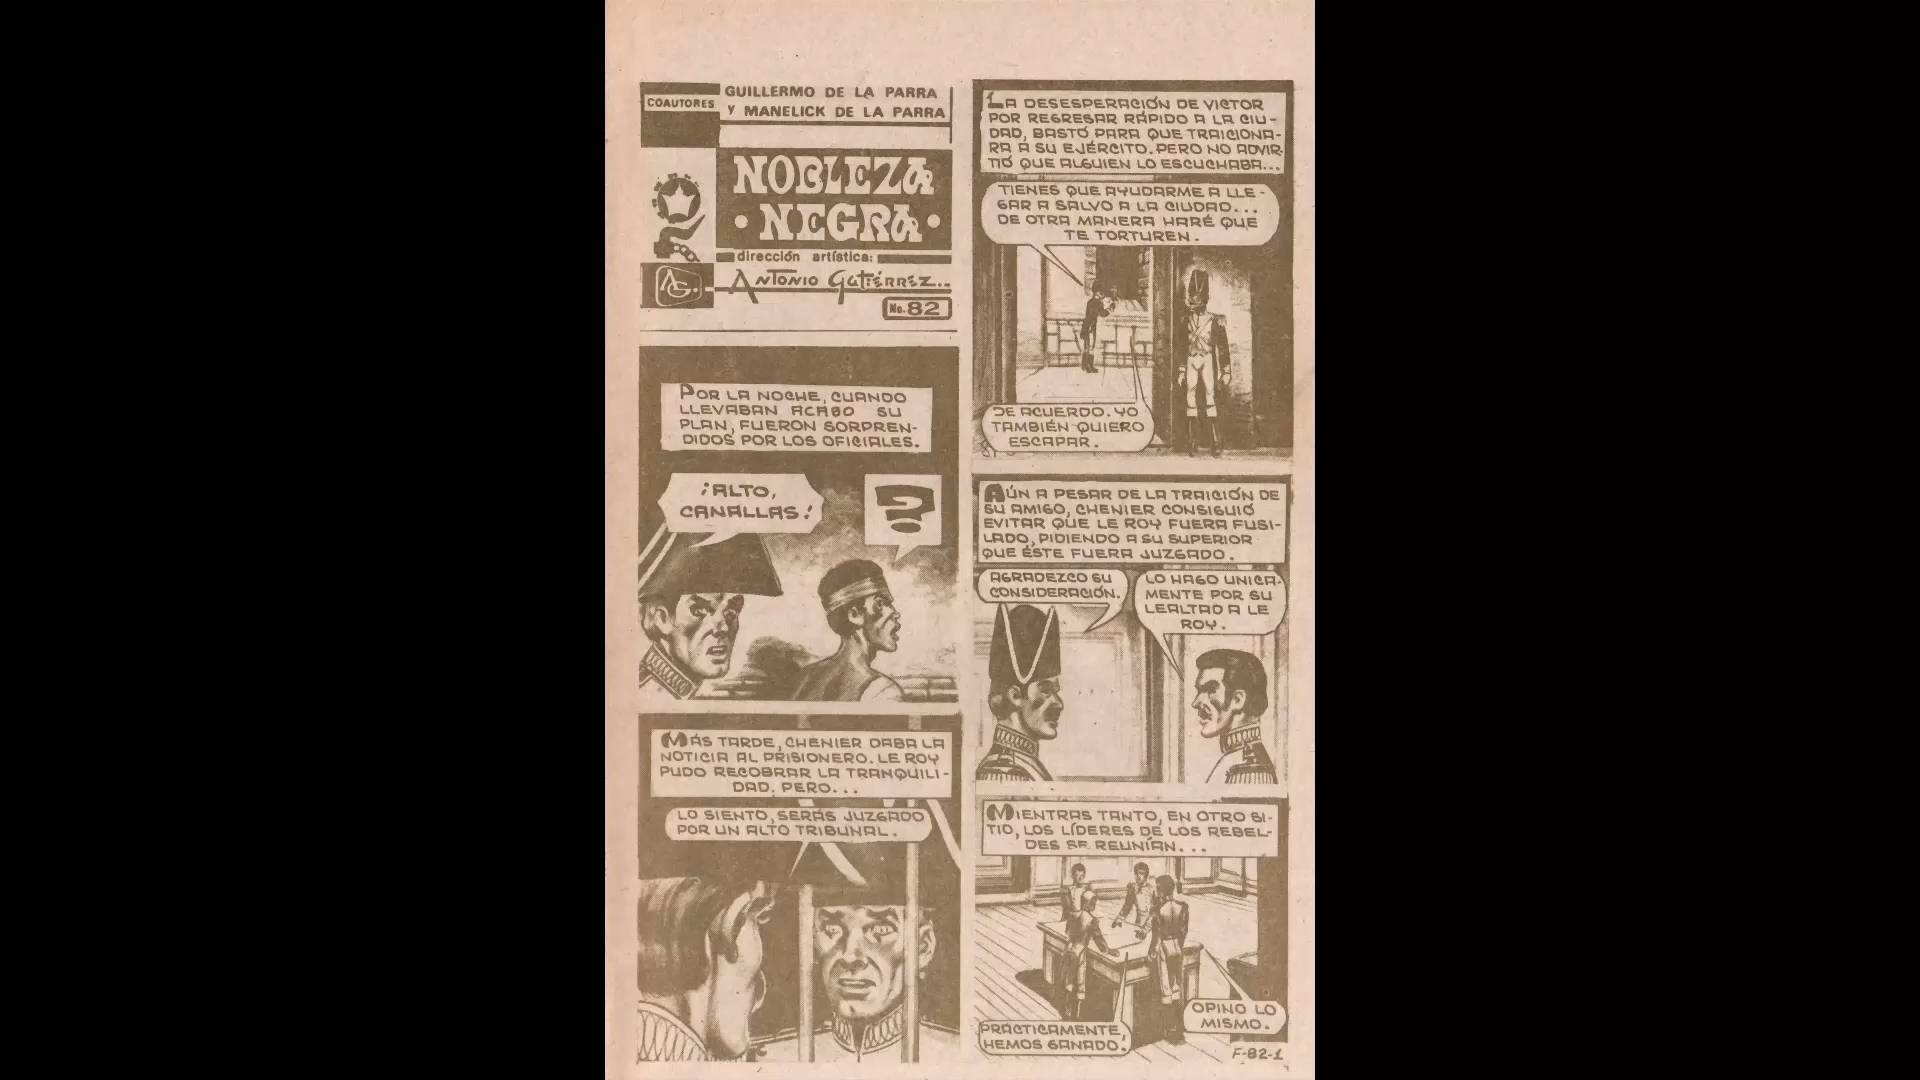 COAUTORES
GUILLERMO DE LA PARRA
Y MANELICK DE LA PARRA
NOBLEZA
• NEGRA •
dirección artística:
AG.
ANTONIO GUTIÉRREZ..
No.82
LA DESESPERACIÓN DE VICTOR
POR REGRESAR RÁPIDO A LA CIU-
DAD, BASTÓ PARA QUE TRAICIONA-
RA A SU EJÉRCITO. PERO NO ADVIR-
TIÓ QUE ALGUIEN LO ESCUCHABA...
TIENES QUE AYUDARME A LLE-
GAR A SALVO A LA CIUDAD...
DE OTRA MANERA HARÉ QUE
TE TORTUREN.
DE ACUERDO. YO
TAMBIÉN QUIERO
ESCAPAR.
POR LA NOCHE, CUANDO
LLEVABAN ACABO SU
PLAN, FUERON SORPREN-
DIDOS POR LOS OFICIALES.
¡ALTO,
CANALLAS!
?
AÚN A PESAR DE LA TRAICIÓN DE
SU AMIGO, CHENIER CONSIGUIÓ
EVITAR QUE LE ROY FUERA FUSI-
LADO, PIDIENDO A SU SUPERIOR
QUE ÉSTE FUERA JUZGADO.
AGRADEZCO SU
CONSIDERACIÓN.
LO HAGO UNICA-
MENTE POR SU
LEALTAD A LE
ROY.
MÁS TARDE, CHENIER DABA LA
NOTICIA AL PRISIONERO. LE ROY
PUDO RECOBRAR LA TRANQUILI-
DAD. PERO...
LO SIENTO, SERÁS JUZGADO
POR UN ALTO TRIBUNAL.
MIENTRAS TANTO, EN OTRO SI-
TIO, LOS LÍDERES DE LOS REBEL-
DES SE REUNÍAN...
PRÁCTICAMENTE,
HEMOS GANADO.
OPINO LO
MISMO.
F-82-1